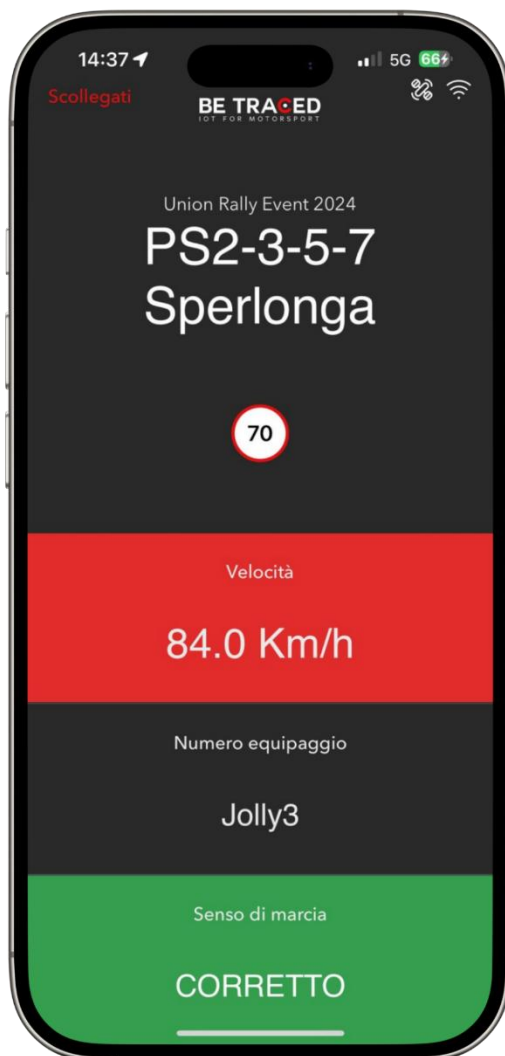 14:37
5G 66
Scollegati
BE TRACED
IOT FOR MOTORSPORT
Union Rally Event 2024
PS2-3-5-7
Sperlonga
70
Velocità
84.0 Km/h
Numero equipaggio
Jolly3
Senso di marcia
CORRETTO